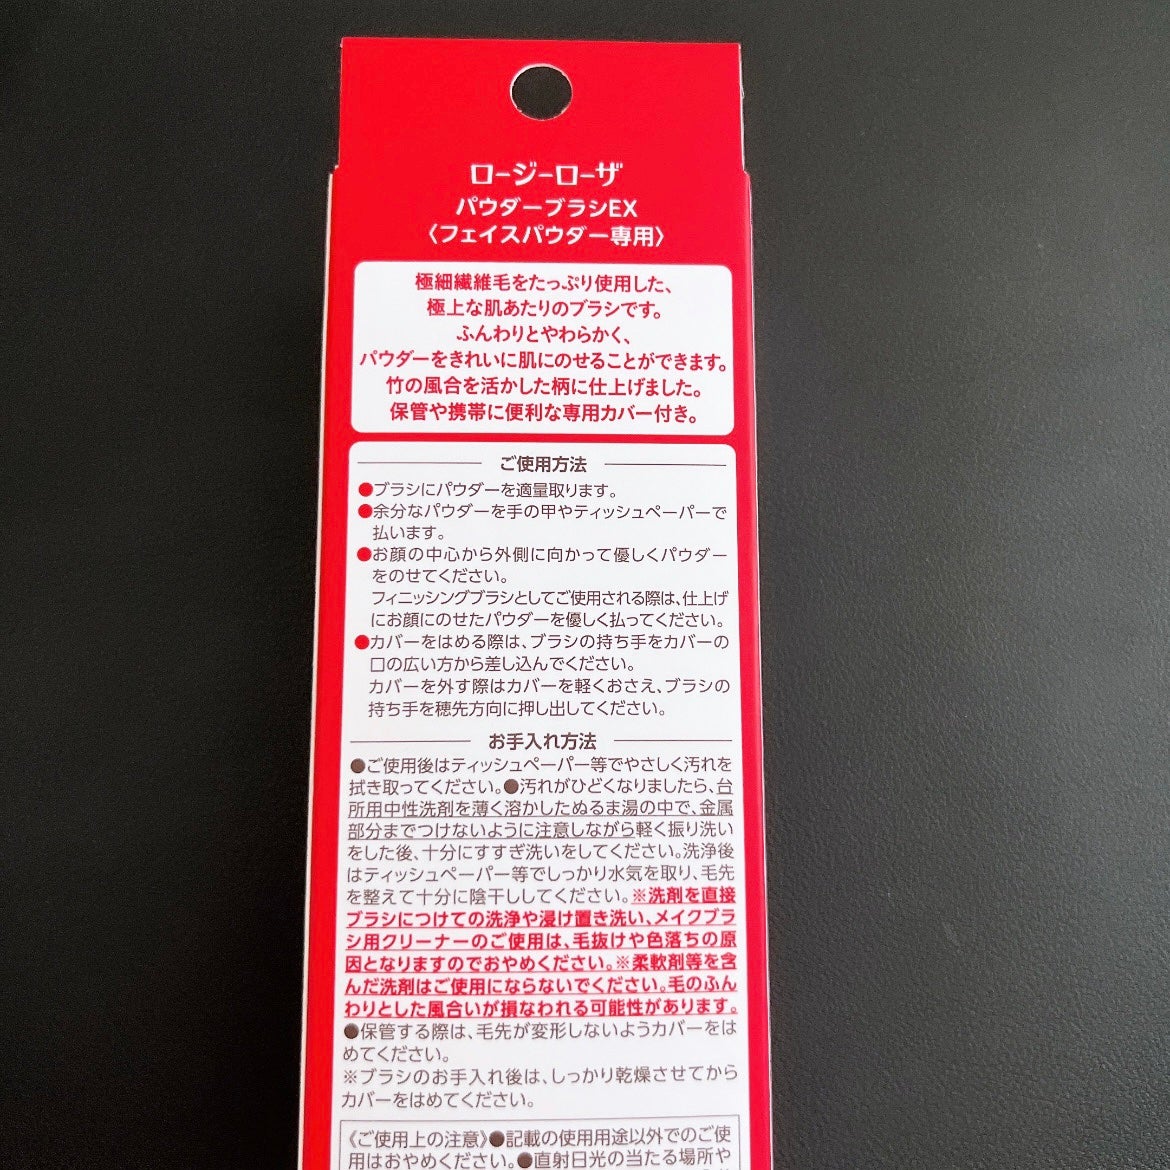 ロージーローザ
パウダーブラシEX
〈フェイスパウダー専用〉
極細繊維毛をたっぷり使用した、
極上な肌あたりのブラシです。
ふんわりとやわらかく、
パウダーをきれいに肌にのせることができます。
竹の風合を活かした柄に仕上げました。
保管や携帯に便利な専用カバー付き。
ご使用方法
●ブラシにパウダーを適量取ります。
●余分なパウダーを手の甲やティッシュペーパーで
払います。
●お顔の中心から外側に向かって優しくパウダー
をのせてください。
フィニッシングブラシとしてご使用される際は、仕上げ
にお顔にのせたパウダーを優しく払ってください。
●カバーをはめる際は、ブラシの持ち手をカバーの
口の広い方から差し込んでください。
カバーを外す際はカバーを軽くおさえ、ブラシの
持ち手を穂先方向に押し出してください。
お手入れ方法
●ご使用後はティッシュペーパー等でやさしく汚れを
拭き取ってください。●汚れがひどくなりましたら、台
所用中性洗剤を薄く溶かしたぬるま湯の中で、金属
部分までつけないように注意しながら軽く振り洗い
をした後、十分にすすぎ洗いをしてください。洗浄後
はティッシュペーパー等でしっかり水気を取り、毛先
を整えて十分に陰干ししてください。※洗剤を直接
ブラシにつけての洗浄や浸け置き洗い、メイクブラ
シ用クリーナーのご使用は、毛抜けや色落ちの原
因となりますのでおやめください。※柔軟剤等を含
んだ洗剤はご使用にならないでください。毛のふん
わりとした風合いが損なわれる可能性があります。
●保管する際は、毛先が変形しないようカバーをは
めてください。
※ブラシのお手入れ後は、しっかり乾燥させてから
カバーをはめてください。
《ご使用上の注意》●記載の使用用途以外でのご使
用はおやめください。●直射日光の当たる場所や